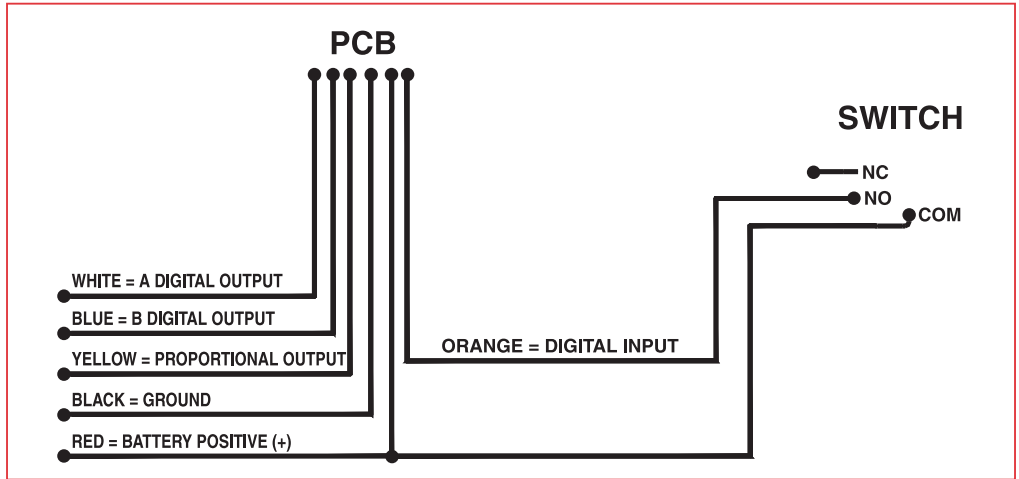 PCB
SWITCH
NC
NO
COM
WHITE = A DIGITAL OUTPUT
BLUE = B DIGITAL OUTPUT
YELLOW = PROPORTIONAL OUTPUT
ORANGE = DIGITAL INPUT
BLACK = GROUND
RED = BATTERY POSITIVE (+)